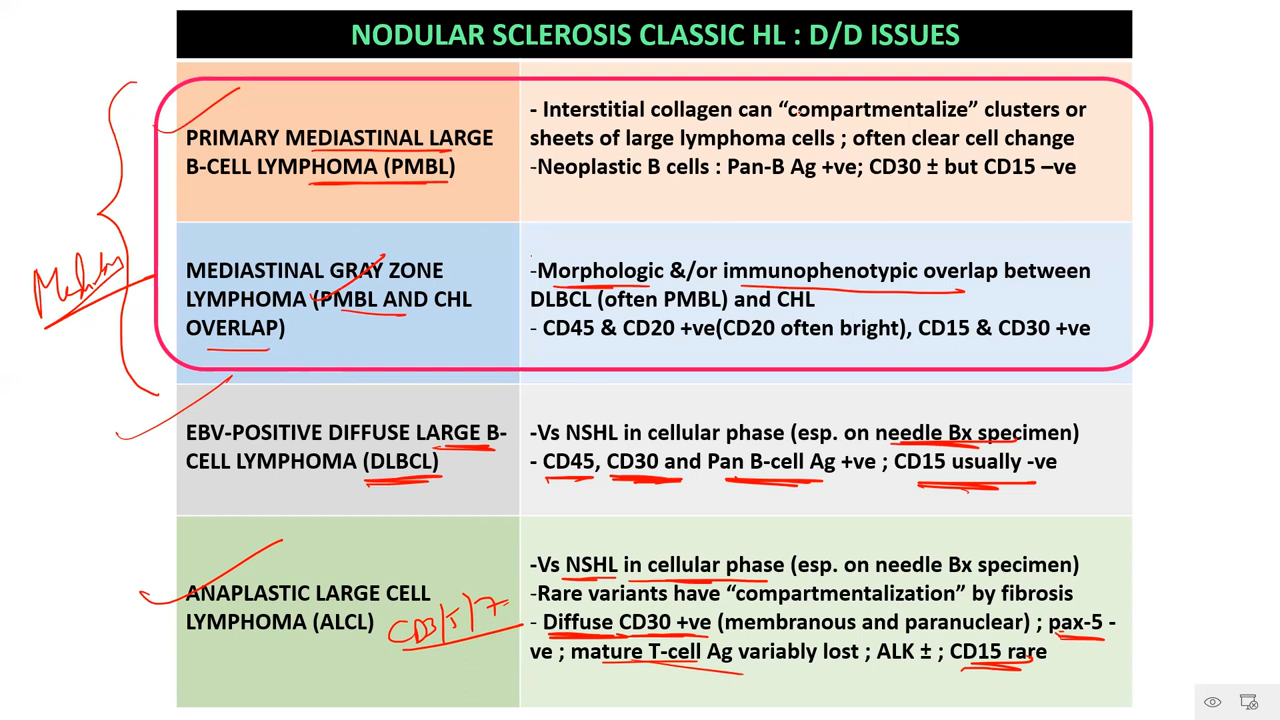 NODULAR SCLEROSIS CLASSIC HL : D/D ISSUES
PRIMARY MEDIASTINAL LARGE
B-CELL LYMPHOMA (PMBL)
- Interstitial collagen can “compartmentalize” clusters or
sheets of large lymphoma cells ; often clear cell change
-Neoplastic B cells : Pan-B Ag +ve; CD30 ± but CD15 –ve
MEDIASTINAL GRAY ZONE
LYMPHOMA (PMBL AND CHL
OVERLAP)
-Morphologic &/or immunophenotypic overlap between
DLBCL (often PMBL) and CHL
- CD45 & CD20 +ve(CD20 often bright), CD15 & CD30 +ve
EBV-POSITIVE DIFFUSE LARGE B-
CELL LYMPHOMA (DLBCL)
-Vs NSHL in cellular phase (esp. on needle Bx specimen)
- CD45, CD30 and Pan B-cell Ag +ve ; CD15 usually -ve
ANAPLASTIC LARGE CELL
LYMPHOMA (ALCL)
CD3/5/7
-Vs NSHL in cellular phase (esp. on needle Bx specimen)
-Rare variants have “compartmentalization” by fibrosis
- Diffuse CD30 +ve (membranous and paranuclear) ; pax-5 -
ve ; mature T-cell Ag variably lost ; ALK ± ; CD15 rare